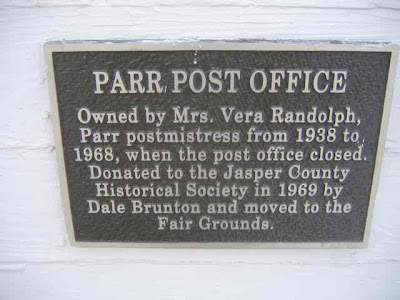 PARR POST OFFICE
Owned by Mrs. Vera Randolph,
Parr postmistress from 1938 to
1968, when the post office closed.
Donated to the Jasper County
Historical Society in 1969 by
Dale Brunton and moved to the
Fair Grounds.